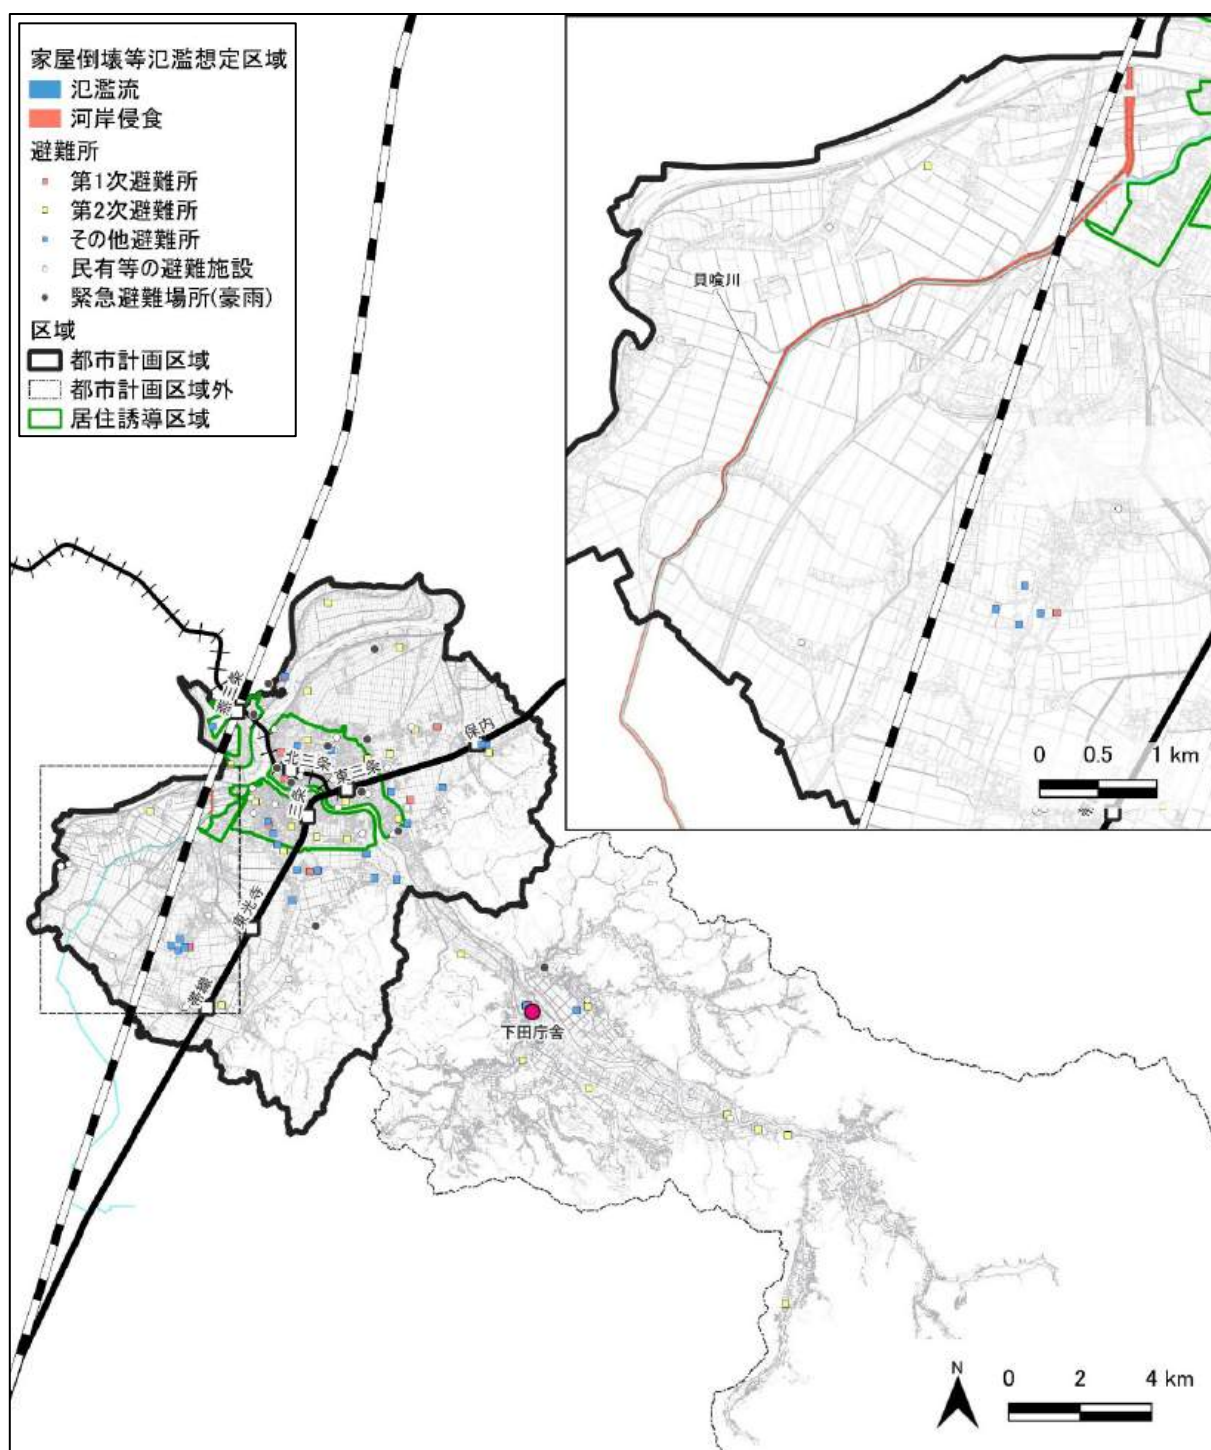 家屋倒壊等氾濫想定区域
氾濫流
河岸侵食
避難所
第1次避難所
第2次避難所
その他避難所
民有等の避難施設
緊急避難場所(豪雨)
区域
都市計画区域
都市計画区域外
居住誘導区域
貝喰川
0 0.5 1 km
燕三条
北三条
東三条
保内
三条
東光寺
帯織
下田庁舎
N
0 2 4 km